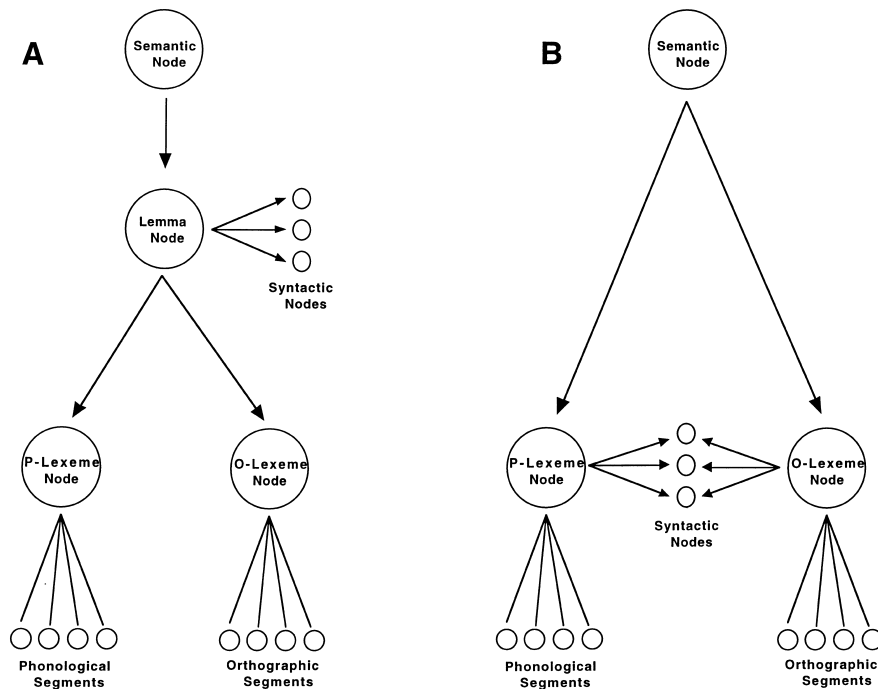 A
Semantic
Node
Lemma
Node
Syntactic
Nodes
P-Lexeme
Node
O-Lexeme
Node
Phonological
Segments
Orthographic
Segments
B
Semantic
Node
P-Lexeme
Node
Syntactic
Nodes
O-Lexeme
Node
Phonological
Segments
Orthographic
Segments